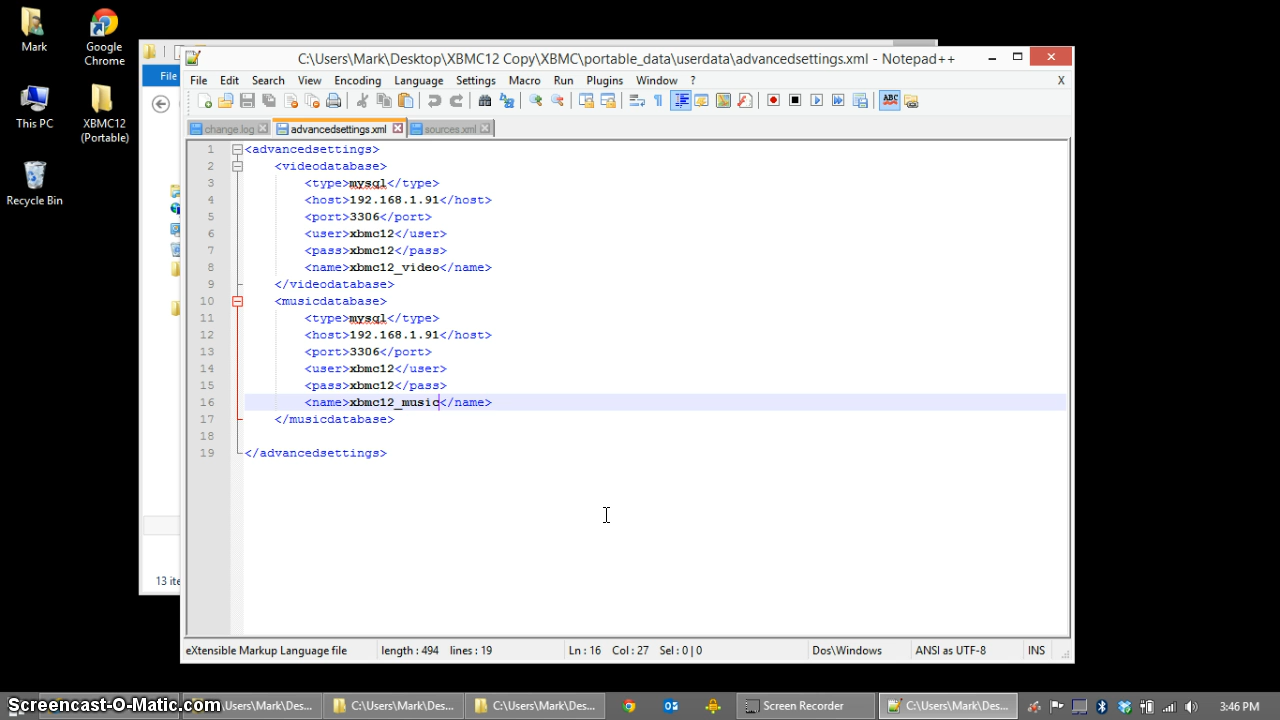 Mark
Google
Chrome
This PC
XBMC12
(Portable)
Recycle Bin
File
13 ite
C:\Users\Mark\Desktop\XBMC12 Copy\XBMC\portable_data\userdata\advancedsettings.xml - Notepad++
File Edit Search View Encoding Language Settings Macro Run Plugins Window ? X
change.log advancedsettings.xml sources.xml
1 <advancedsettings>
2 <videodatabase>
3 <type>mysql</type>
4 <host>192.168.1.91</host>
5 <port>3306</port>
6 <user>xbmc12</user>
7 <pass>xbmc12</pass>
8 <name>xbmc12_video</name>
9 </videodatabase>
10 <musicdatabase>
11 <type>mysql</type>
12 <host>192.168.1.91</host>
13 <port>3306</port>
14 <user>xbmc12</user>
15 <pass>xbmc12</pass>
16 <name>xbmc12_music</name>
17 </musicdatabase>
18
19 </advancedsettings>
eXtensible Markup Language file length : 494 lines : 19 Ln : 16 Col : 27 Sel : 0 | 0 Dos\Windows ANSI as UTF-8 INS
Screencast-O-Matic.com \Users\Mark\Des... C:\Users\Mark\Des... C:\Users\Mark\Des... Screen Recorder C:\Users\Mark\Des... 3:46 PM